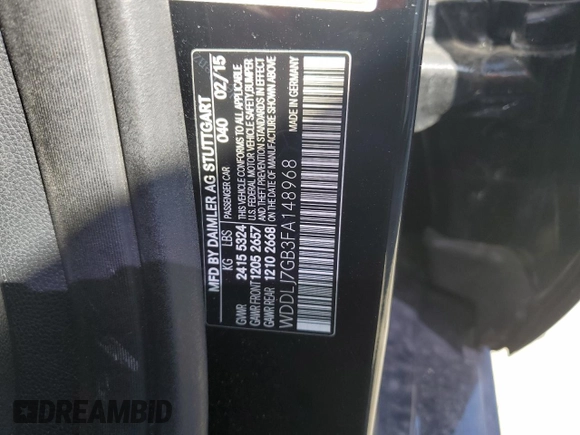 MFD BY DAIMLER AG STUTTGART
040 02/15
PASSENGER CAR
KG LBS
GVWR 2415 5324
GAWR FRONT 1205 2657
GAWR REAR 1210 2668
THIS VEHICLE CONFORMS TO ALL APPLICABLE
U.S. FEDERAL MOTOR VEHICLE SAFETY,BUMPER
AND THEFT PREVENTION STANDARDS IN EFFECT
ON THE DATE OF MANUFACTURE SHOWN ABOVE
MADE IN GERMANY
WDDLJ7GB3FA148968
DREAMBID